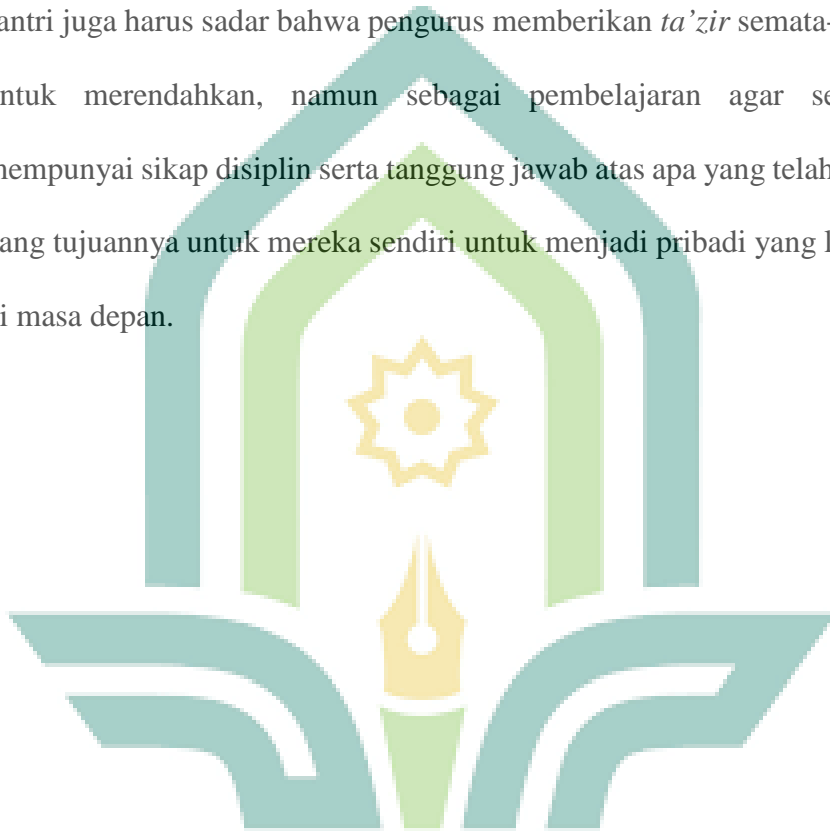 antri juga harus sadar bahwa pengurus memberikan ta’zir semata-
ntuk merendahkan, namun sebagai pembelajaran agar se
mempunyai sikap disiplin serta tanggung jawab atas apa yang telah
ang tujuannya untuk mereka sendiri untuk menjadi pribadi yang l
i masa depan.